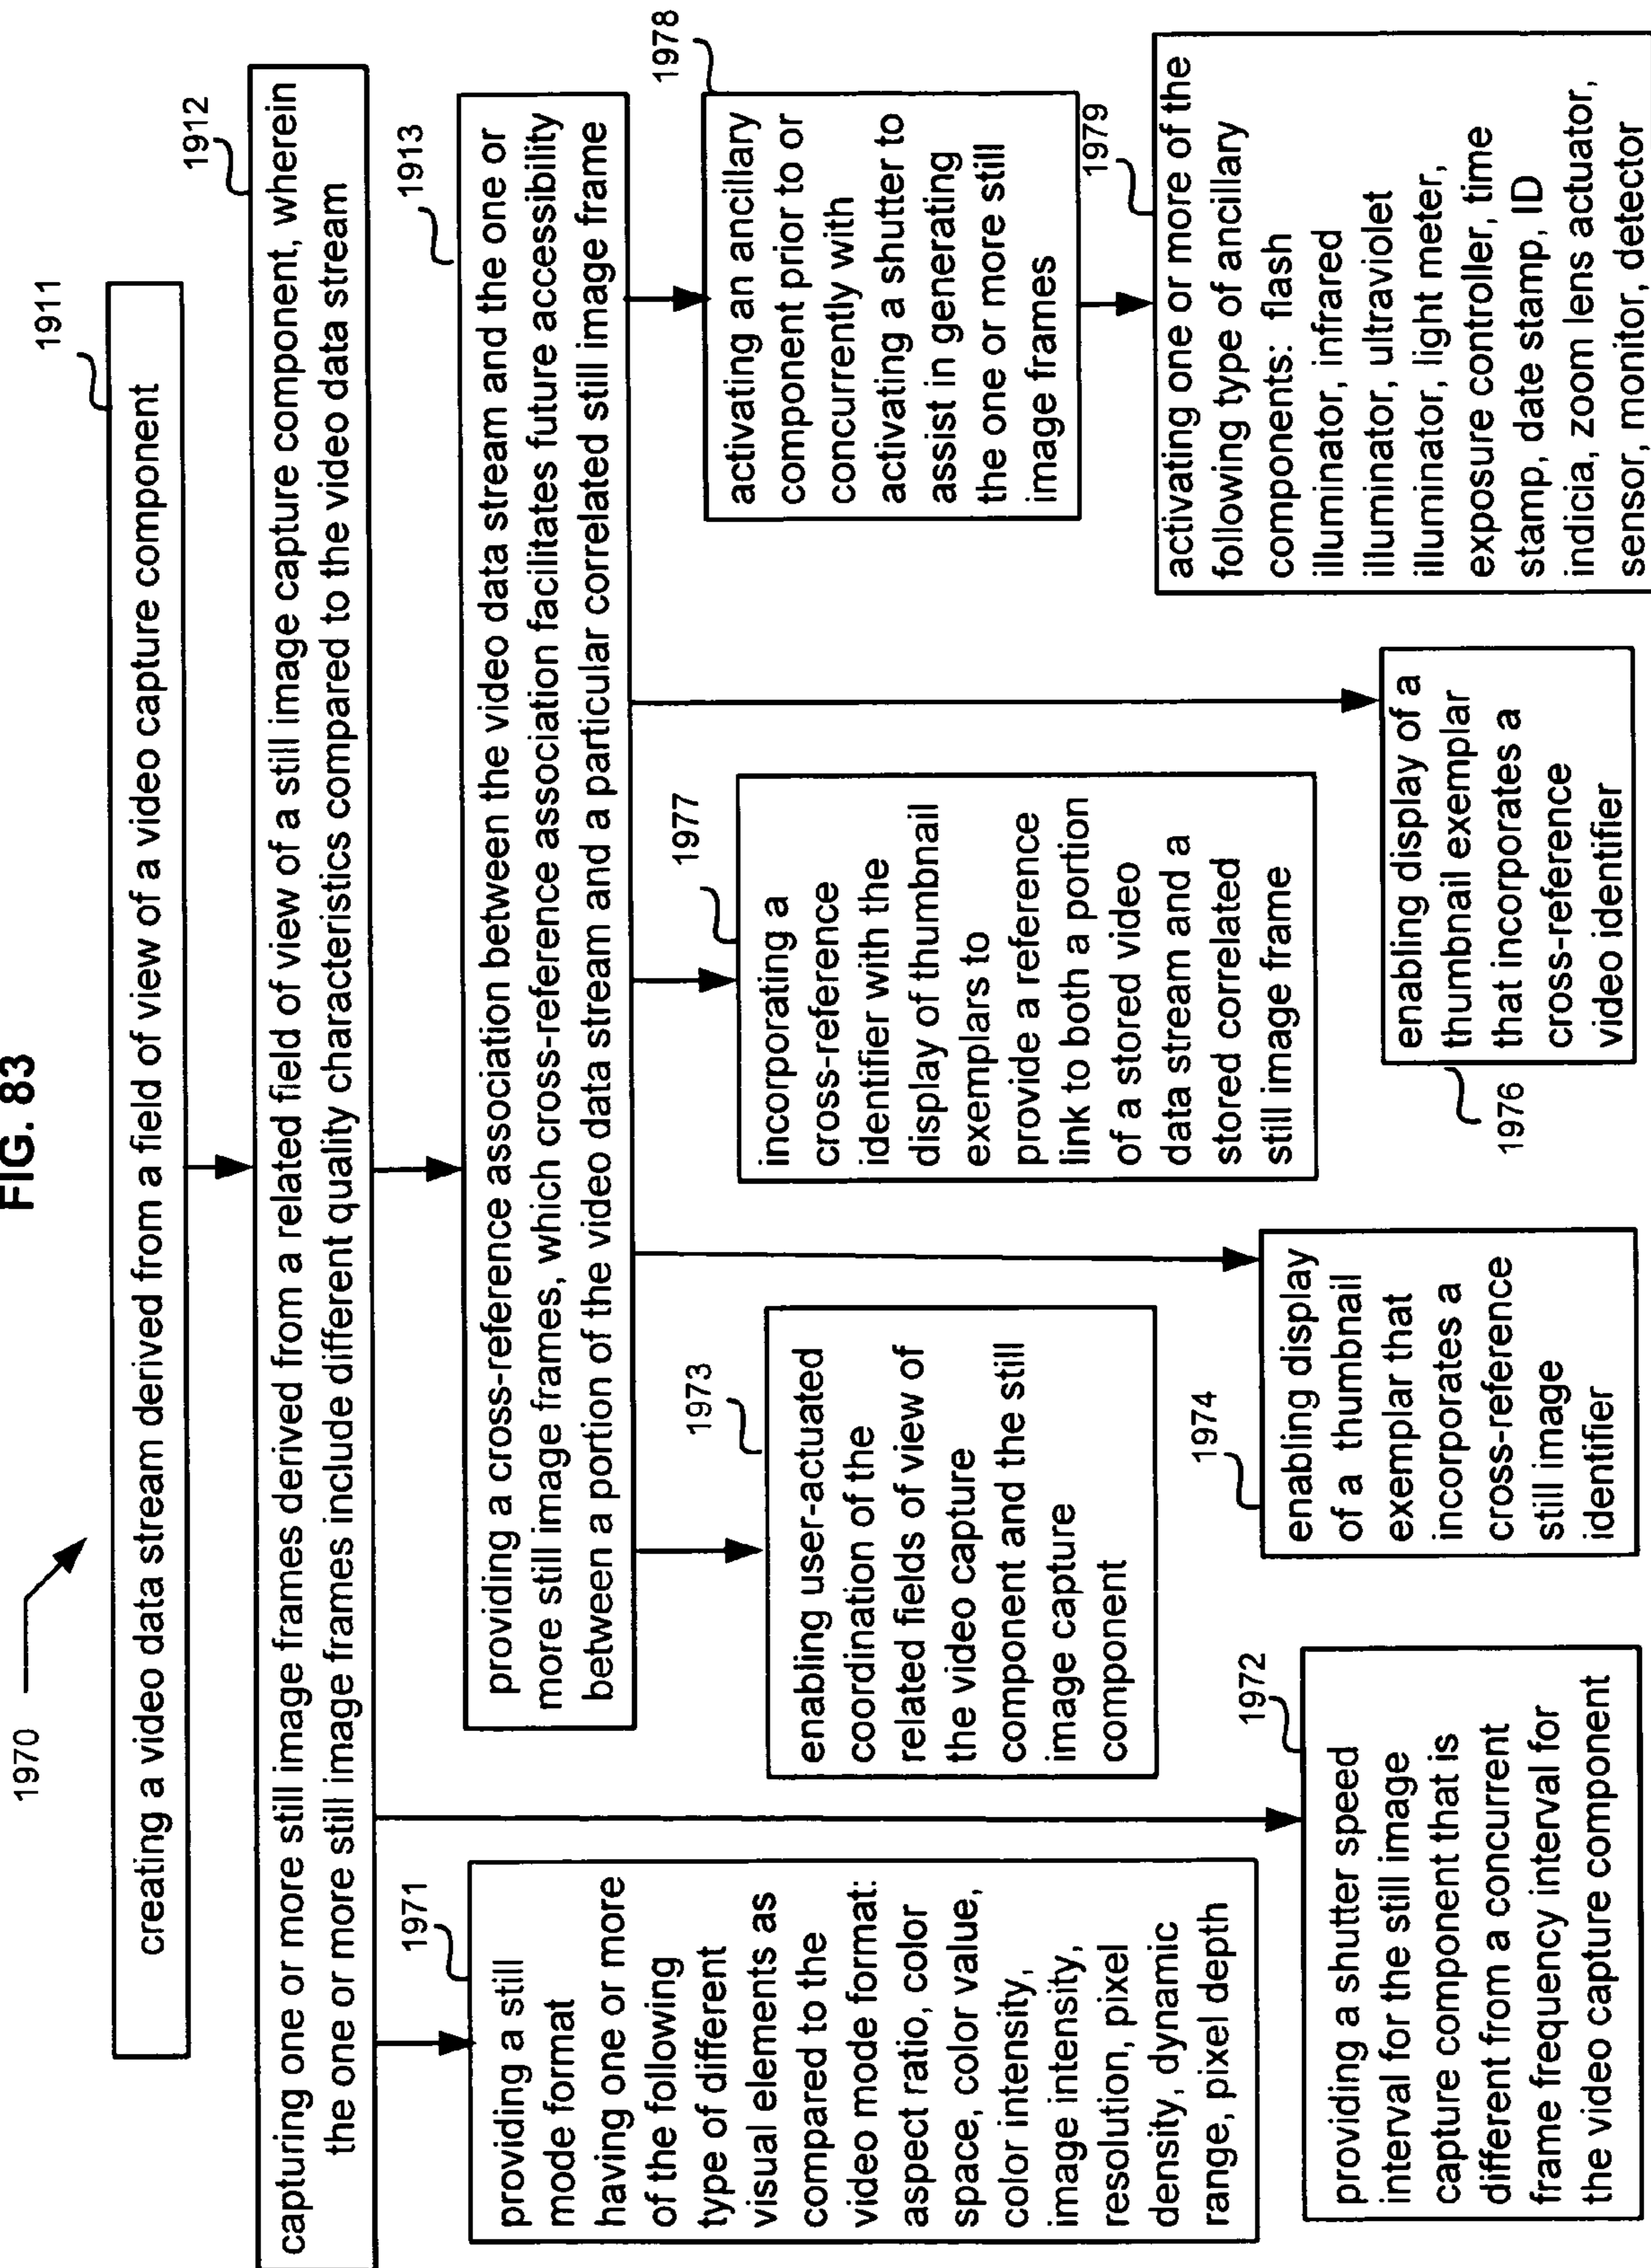 FIG. 83
1970
1911
creating a video data stream derived from a field of view of a video capture component
1912
capturing one or more still image frames derived from a related field of view of a still image capture component, wherein
the one or more still image frames include different quality characteristics compared to the video data stream
1913
providing a cross-reference association between the video data stream and the one or
more still image frames, which cross-reference association facilitates future accessibility
between a portion of the video data stream and a particular correlated still image frame
1971
providing a still
mode format
having one or more
of the following
type of different
visual elements as
compared to the
video mode format:
aspect ratio, color
space, color value,
color intensity,
image intensity,
resolution, pixel
density, dynamic
range, pixel depth
1972
providing a shutter speed
interval for the still image
capture component that is
different from a concurrent
frame frequency interval for
the video capture component
1973
enabling user-actuated
coordination of the
related fields of view of
the video capture
component and the still
image capture
component
1974
enabling display
of a thumbnail
exemplar that
incorporates a
cross-reference
still image
identifier
1977
incorporating a
cross-reference
identifier with the
display of thumbnail
exemplars to
provide a reference
link to both a portion
of a stored video
data stream and a
stored correlated
still image frame
1976
enabling display of a
thumbnail exemplar
that incorporates a
cross-reference
video identifier
1978
activating an ancillary
component prior to or
concurrently with
activating a shutter to
assist in generating
the one or more still
image frames
1979
activating one or more of the
following type of ancillary
components: flash
illuminator, infrared
illuminator, ultraviolet
illuminator, light meter,
exposure controller, time
stamp, date stamp, ID
indicia, zoom lens actuator,
sensor, monitor, detector